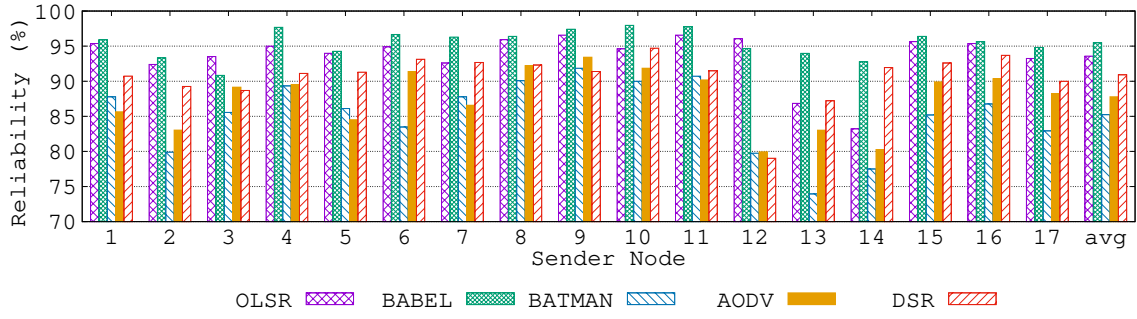 Reliability (%)
100
95
90
85
80
75
70
1 2 3 4 5 6 7 8 9 10 11 12 13 14 15 16 17 avg
Sender Node
OLSR BABEL BATMAN AODV DSR